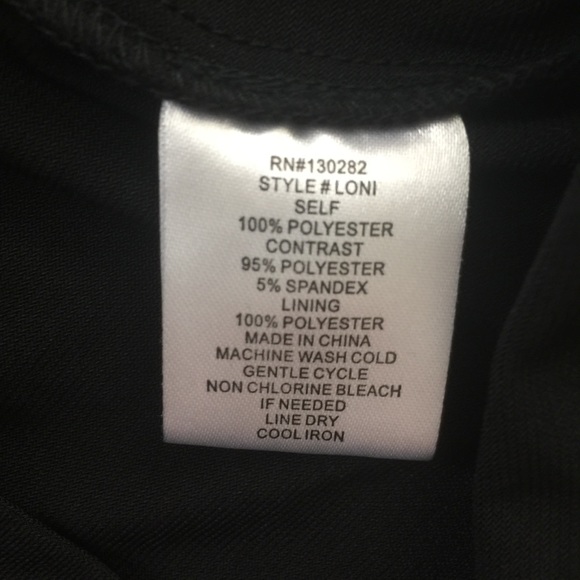 RN#130282
STYLE # LONI
SELF
100% POLYESTER
CONTRAST
95% POLYESTER
5% SPANDEX
LINING
100% POLYESTER
MADE IN CHINA
MACHINE WASH COLD
GENTLE CYCLE
NON CHLORINE BLEACH
IF NEEDED
LINE DRY
COOL IRON